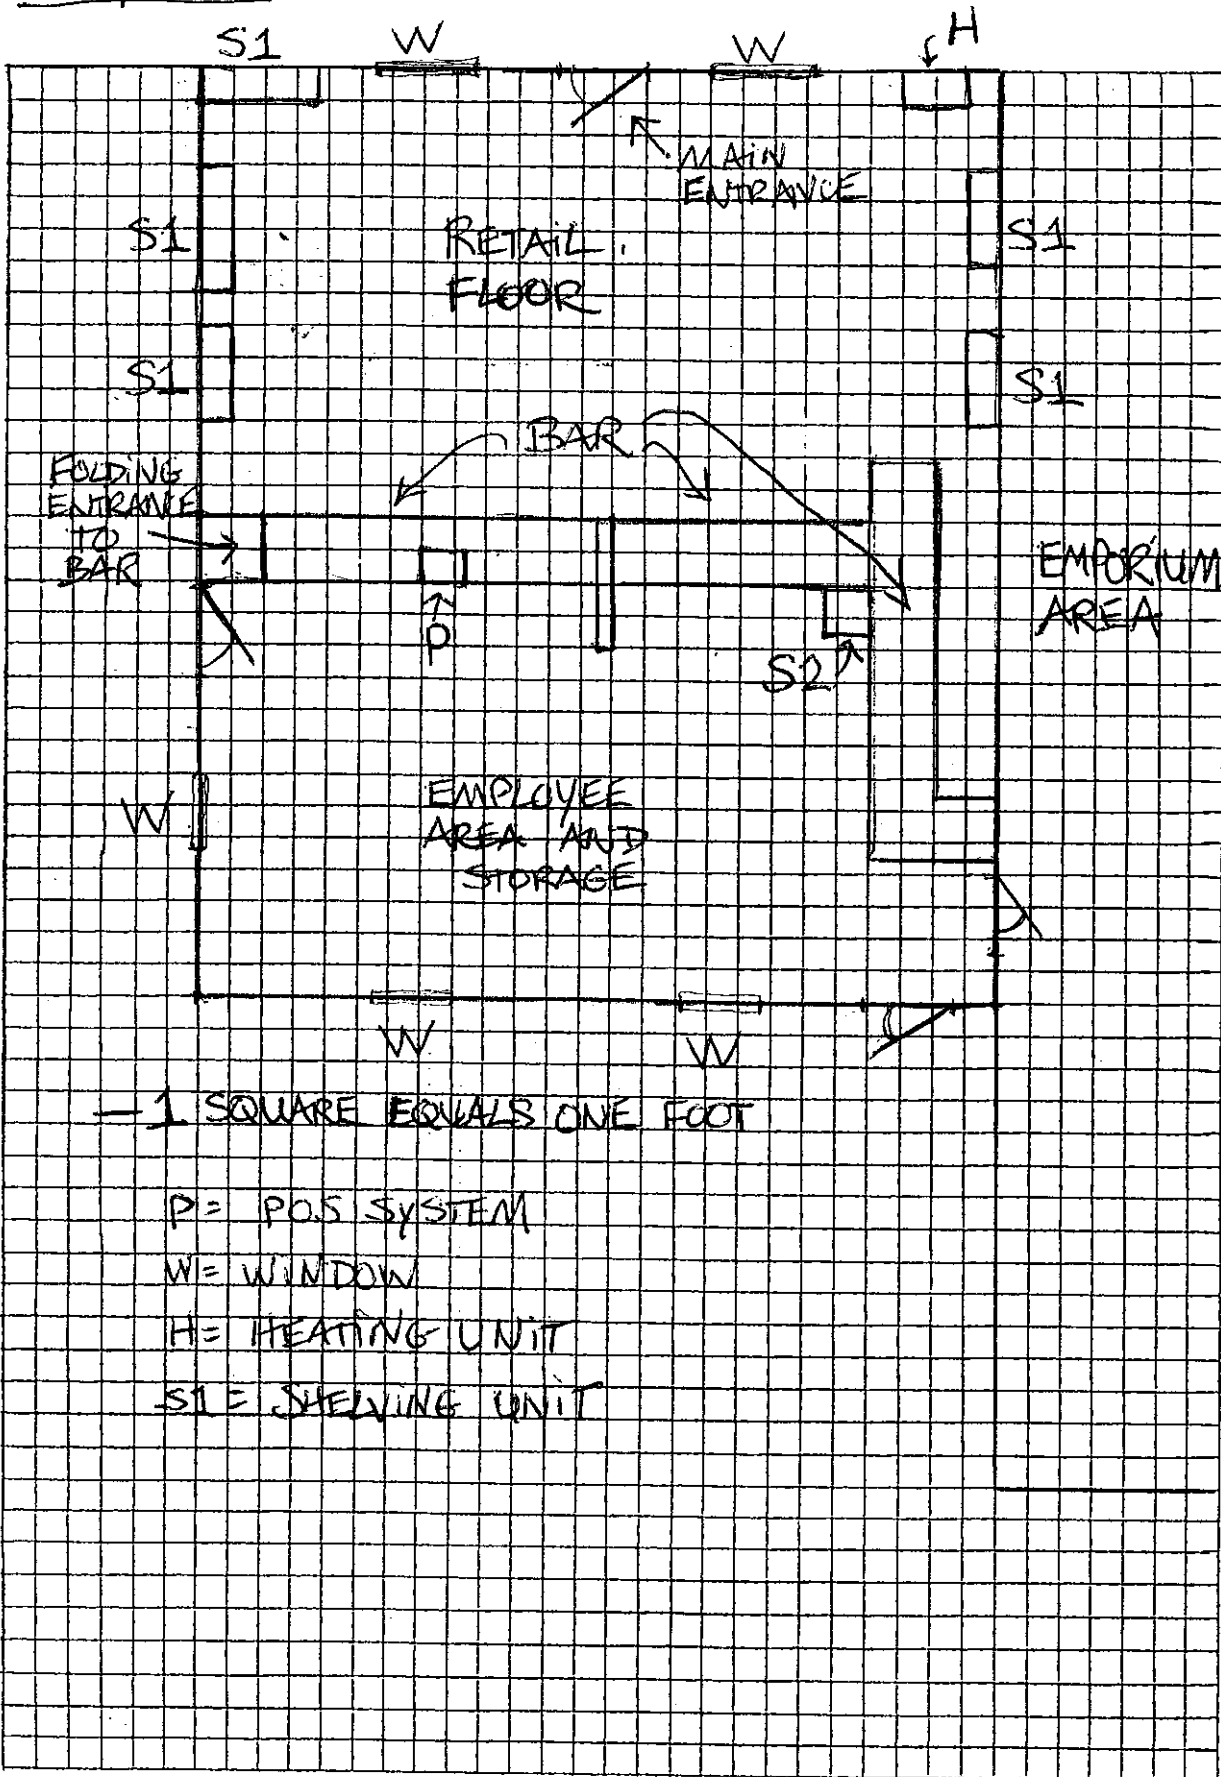 S1
W
W
H
MAIN
ENTRANCE
S1
RETAIL
FLOOR
S1
S1
S1
BAR
FOLDING
ENTRANCE
TO
BAR
EMPORIUM
AREA
P
S2
W
EMPLOYEE
AREA AND
STORAGE
W
W
— 1 SQUARE EQUALS ONE FOOT
P = POS SYSTEM
W = WINDOW
H = HEATING UNIT
S1 = SHELVING UNIT